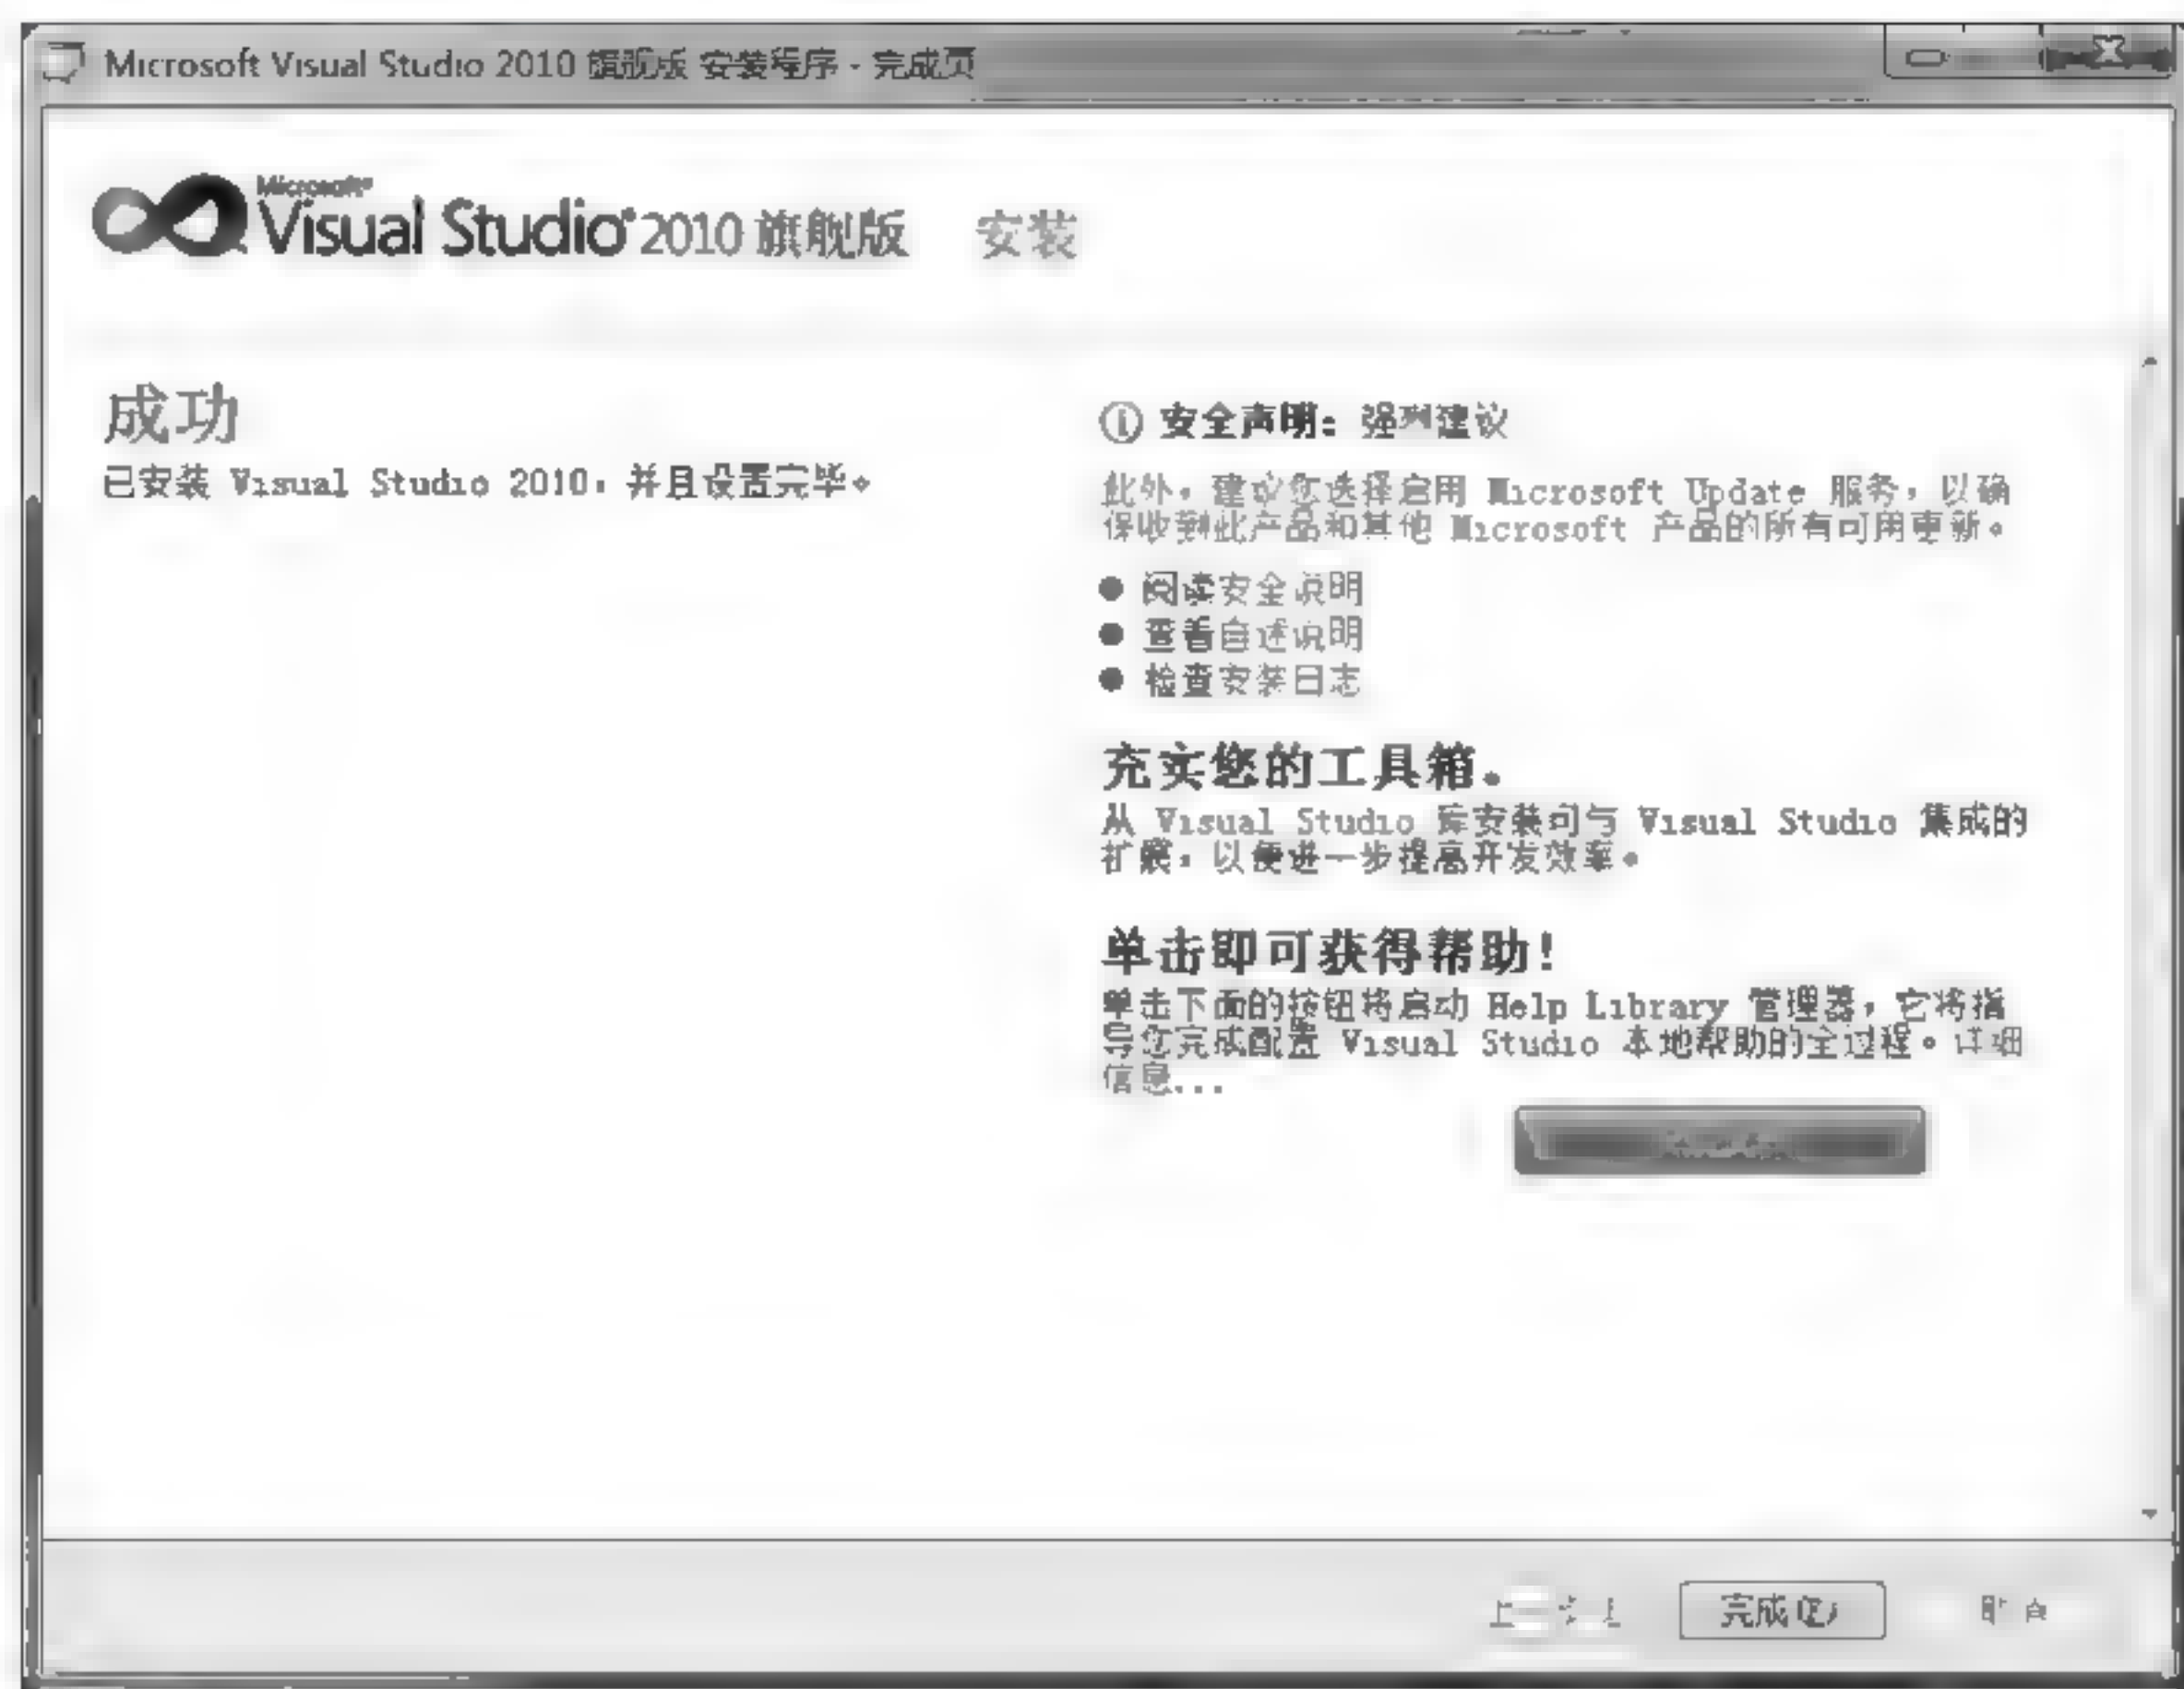 Microsoft Visual Studio 2010 旗舰版 安装程序 - 完成页
Microsoft®
Visual Studio® 2010 旗舰版 安装
成功
已安装 Visual Studio 2010，并且设置完毕。
安全声明：强烈建议
此外，建议您选择启用 Microsoft Update 服务，以确
保收到此产品和其他 Microsoft 产品的所有可用更新。
阅读安全说明
查看自述说明
检查安装日志
充实您的工具箱。
从 Visual Studio 库安装可与 Visual Studio 集成的
扩展，以便进一步提高开发效率。
单击即可获得帮助！
单击下面的按钮将启动 Help Library 管理器，它将指
导您完成配置 Visual Studio 本地帮助的全过程。详细
信息...
完成(F)